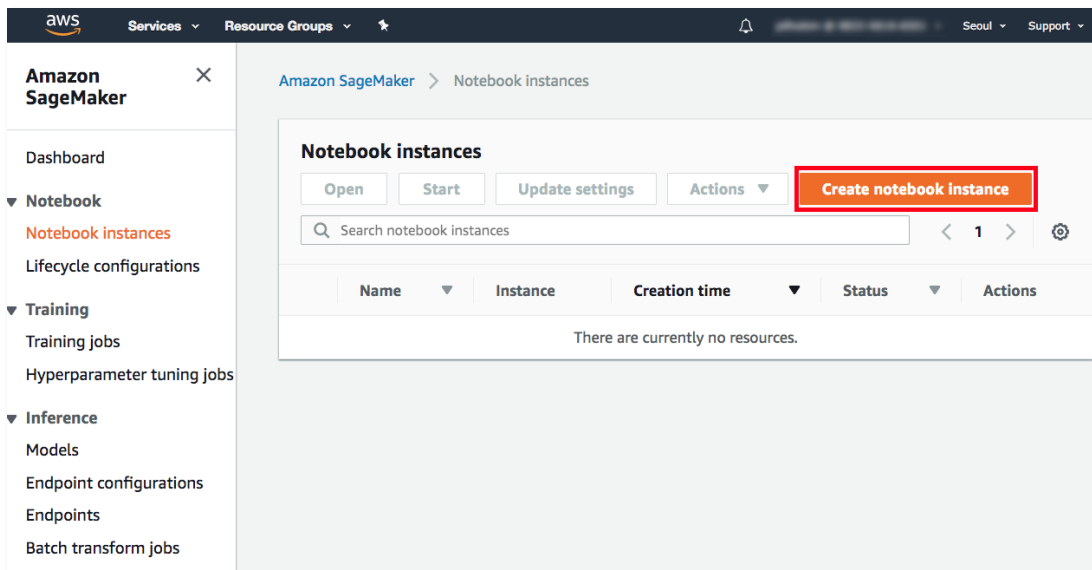 aws Services Resource Groups Seoul Support
Amazon
SageMaker
Dashboard
Notebook
Notebook instances
Lifecycle configurations
Training
Training jobs
Hyperparameter tuning jobs
Inference
Models
Endpoint configurations
Endpoints
Batch transform jobs
Amazon SageMaker > Notebook instances
Notebook instances
Open Start Update settings Actions Create notebook instance
Search notebook instances < 1 >
Name Instance Creation time Status Actions
There are currently no resources.